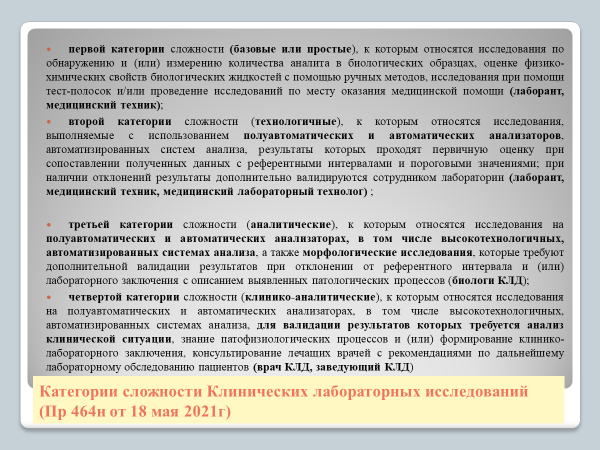 первой категории сложности (базовые или простые), к которым относятся исследования по
обнаружению и (или) измерению количества аналита в биологических образцах, оценке физико-
химических свойств биологических жидкостей с помощью ручных методов, исследования при помощи
тест-полосок и/или проведение исследований по месту оказания медицинской помощи (лаборант,
медицинский техник);
второй категории сложности (технологичные), к которым относятся исследования,
выполняемые с использованием полуавтоматических и автоматических анализаторов,
автоматизированных систем анализа, результаты которых проходят первичную оценку при
сопоставлении полученных данных с референтными интервалами и пороговыми значениями; при
наличии отклонений результаты дополнительно валидируются сотрудником лаборатории (лаборант,
медицинский техник, медицинский лабораторный технолог) ;
третьей категории сложности (аналитические), к которым относятся исследования на
полуавтоматических и автоматических анализаторах, в том числе высокотехнологичных,
автоматизированных системах анализа, а также морфологические исследования, которые требуют
дополнительной валидации результатов при отклонении от референтного интервала и (или)
лабораторного заключения с описанием выявленных патологических процессов (биологи КЛД);
четвертой категории сложности (клинико-аналитические), к которым относятся исследования
на полуавтоматических и автоматических анализаторах, в том числе высокотехнологичных,
автоматизированных системах анализа, для валидации результатов которых требуется анализ
клинической ситуации, знание патофизиологических процессов и (или) формирование клинико-
лабораторного заключения, консультирование лечащих врачей с рекомендациями по дальнейшему
лабораторному обследованию пациентов (врач КЛД, заведующий КЛД)
Категории сложности Клинических лабораторных исследований
(Пр 464н от 18 мая 2021г)